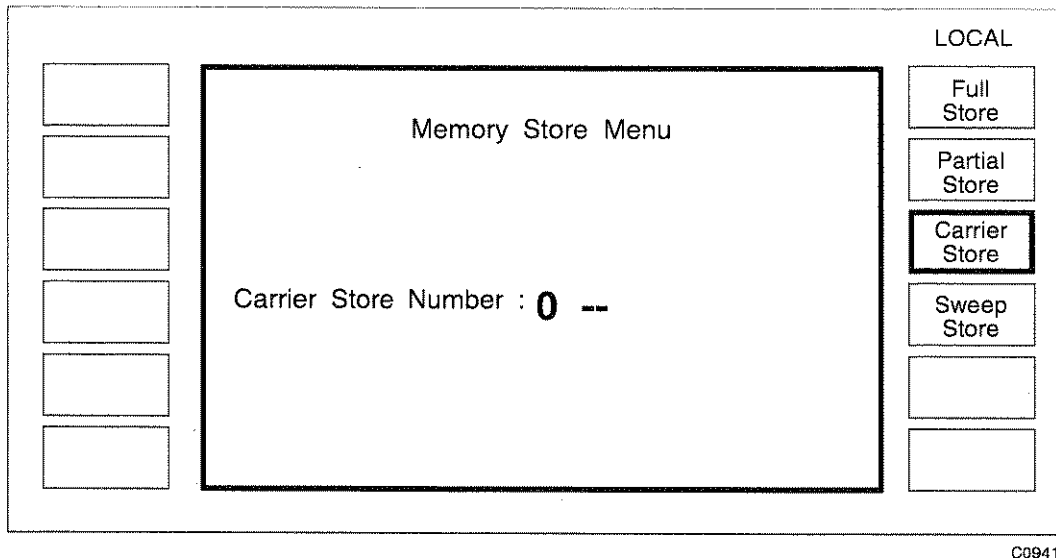 LOCAL
Full
Store
Memory Store Menu
Partial
Store
Carrier
Store
Carrier Store Number : 0 --
Sweep
Store
C0941